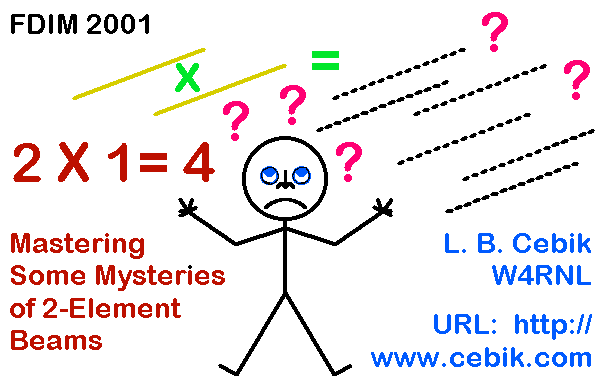 FDIM 2001
X
=
?
?
?
?
?
2 X 1= 4
Mastering
Some Mysteries
of 2-Element
Beams
L. B. Cebik
W4RNL
URL:  http://
www.cebik.com